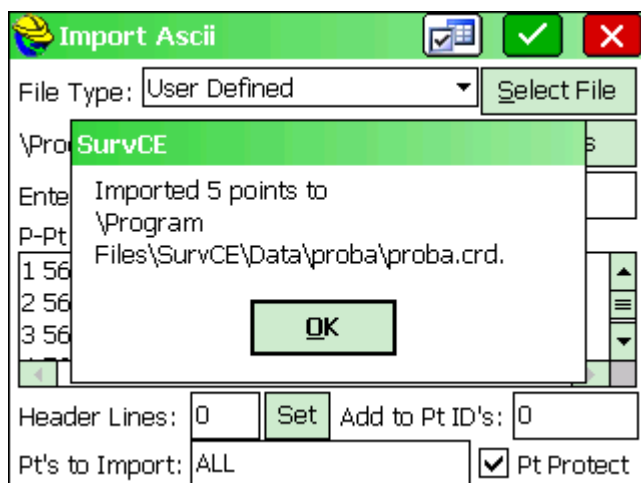 Import Ascii
File Type: User Defined Select File
\Pro s
SurvCE
Imported 5 points to
\Program
Files\SurvCE\Data\proba\proba.crd.
OK
Ente
P-Pt
1 56
2 56
3 56
Header Lines: 0 Set Add to Pt ID's: 0
Pt's to Import: ALL Pt Protect